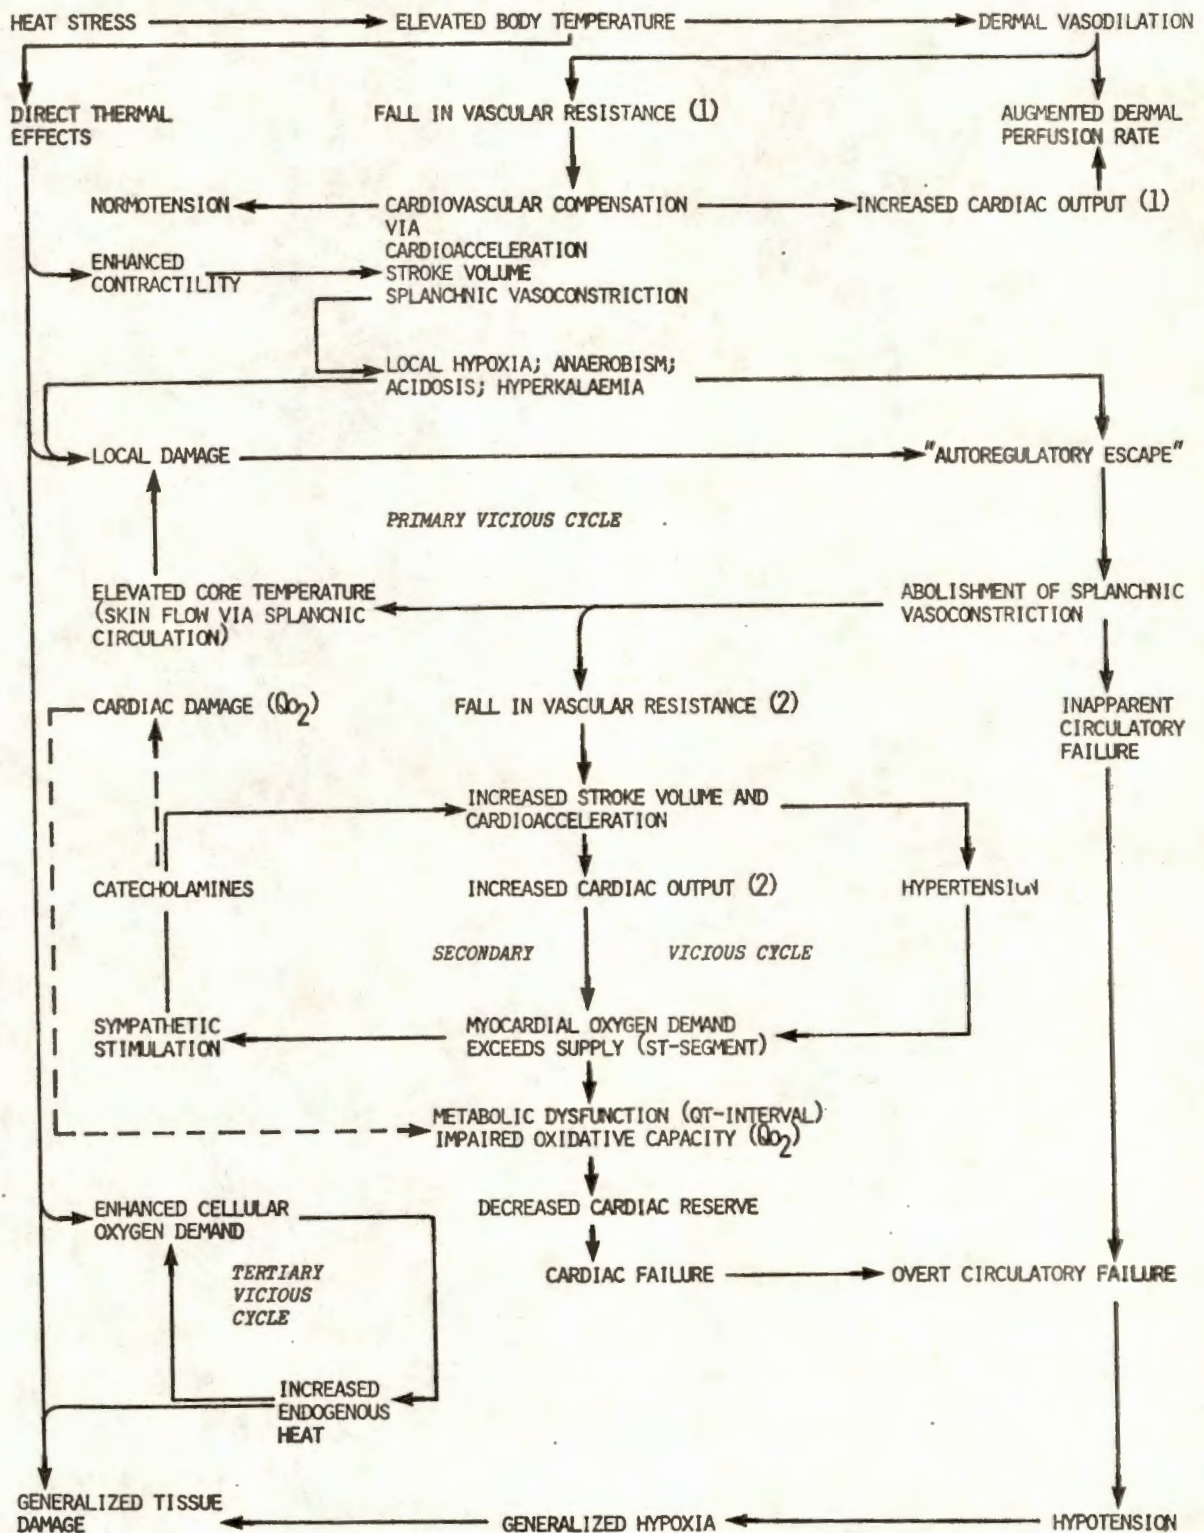 HEAT STRESS
ELEVATED BODY TEMPERATURE
DERMAL VASODILATION
DIRECT THERMAL
EFFECTS
FALL IN VASCULAR RESISTANCE (1)
AUGMENTED DERMAL
PERFUSION RATE
NORMOTENSION
CARDIOVASCULAR COMPENSATION
VIA
CARDIOACCELERATION
STROKE VOLUME
SPLANCHNIC VASOCONSTRICTION
INCREASED CARDIAC OUTPUT (1)
ENHANCED
CONTRACTILITY
LOCAL HYPOXIA; ANAEROBISM;
ACIDOSIS; HYPERKALAEMIA
LOCAL DAMAGE
"AUTOREGULATORY ESCAPE"
PRIMARY VICIOUS CYCLE
ELEVATED CORE TEMPERATURE
(SKIN FLOW VIA SPLANCNIC
CIRCULATION)
ABOLISHMENT OF SPLANCHNIC
VASOCONSTRICTION
CARDIAC DAMAGE (Qo2)
FALL IN VASCULAR RESISTANCE (2)
INAPPARENT
CIRCULATORY
FAILURE
INCREASED STROKE VOLUME AND
CARDIOACCELERATION
CATECHOLAMINES
INCREASED CARDIAC OUTPUT (2)
HYPERTENSION
SECONDARY VICIOUS CYCLE
SYMPATHETIC
STIMULATION
MYOCARDIAL OXYGEN DEMAND
EXCEEDS SUPPLY (ST-SEGMENT)
METABOLIC DYSFUNCTION (QT-INTERVAL)
IMPAIRED OXIDATIVE CAPACITY (Qo2)
ENHANCED CELLULAR
OXYGEN DEMAND
DECREASED CARDIAC RESERVE
TERTIARY
VICIOUS
CYCLE
CARDIAC FAILURE
OVERT CIRCULATORY FAILURE
INCREASED
ENDOGENOUS
HEAT
GENERALIZED TISSUE
DAMAGE
GENERALIZED HYPOXIA
HYPOTENSION